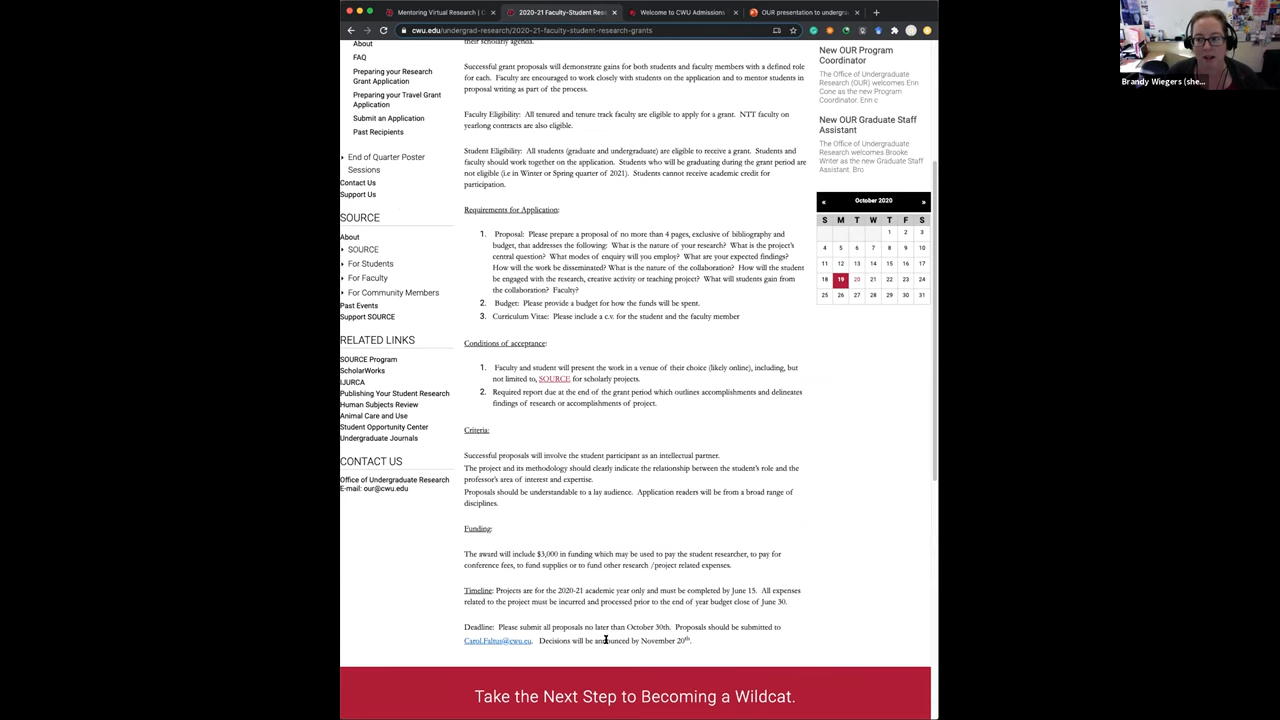 Mentoring Virtual Research | C
2020-21 Faculty-Student Rese
Welcome to CWU Admissions
OUR presentation to undergra
cwu.edu/undergrad-research/2020-21-faculty-student-research-grants
About
FAQ
Preparing your Research
Grant Application
Preparing your Travel Grant
Application
Submit an Application
Past Recipients
End of Quarter Poster
Sessions
Contact Us
Support Us
SOURCE
About
SOURCE
For Students
For Faculty
For Community Members
Past Events
Support SOURCE
RELATED LINKS
SOURCE Program
ScholarWorks
IJURCA
Publishing Your Student Research
Human Subjects Review
Animal Care and Use
Student Opportunity Center
Undergraduate Journals
CONTACT US
Office of Undergraduate Research
E-mail: our@cwu.edu
their scholarly agenda.
Successful grant proposals will demonstrate gains for both students and faculty members with a defined role
for each. Faculty are encouraged to work closely with students on the application and to mentor students in
proposal writing as part of the process.
Faculty Eligibility: All tenured and tenure track faculty are eligible to apply for a grant. NTT faculty on
yearlong contracts are also eligible.
Student Eligibility: All students (graduate and undergraduate) are eligible to receive a grant. Students and
faculty should work together on the application. Students who will be graduating during the grant period are
not eligible (i.e in Winter or Spring quarter of 2021). Students cannot receive academic credit for
participation.
Requirements for Application:
1. Proposal: Please prepare a proposal of no more than 4 pages, exclusive of bibliography and
budget, that addresses the following: What is the nature of your research? What is the project's
central question? What modes of enquiry will you employ? What are your expected findings?
How will the work be disseminated? What is the nature of the collaboration? How will the student
be engaged with the research, creative activity or teaching project? What will students gain from
the collaboration? Faculty?
2. Budget: Please provide a budget for how the funds will be spent.
3. Curriculum Vitae: Please include a c.v. for the student and the faculty member
Conditions of acceptance:
1. Faculty and student will present the work in a venue of their choice (likely online), including, but
not limited to, SOURCE for scholarly projects.
2. Required report due at the end of the grant period which outlines accomplishments and delineates
findings of research or accomplishments of project.
Criteria:
Successful proposals will involve the student participant as an intellectual partner.
The project and its methodology should clearly indicate the relationship between the student's role and the
professor's area of interest and expertise.
Proposals should be understandable to a lay audience. Application readers will be from a broad range of
disciplines.
Funding:
The award will include $3,000 in funding which may be used to pay the student researcher, to pay for
conference fees, to fund supplies or to fund other research /project related expenses.
Timeline: Projects are for the 2020-21 academic year only and must be completed by June 15. All expenses
related to the project must be incurred and processed prior to the end of year budget close of June 30.
Deadline: Please submit all proposals no later than October 30th. Proposals should be submitted to
Carol.Faltus@cwu.eu. Decisions will be announced by November 20th.
New OUR Program
Coordinator
The Office of Undergraduate
Research (OUR) welcomes Erin
Cone as the new Program
Coordinator. Erin c
New OUR Graduate Staff
Assistant
The Office of Undergraduate
Research welcomes Brooke
Writer as the new Graduate Staff
Assistant. Bro
« October 2020 »
S M T W T F S
1 2 3
4 5 6 7 8 9 10
11 12 13 14 15 16 17
18 19 20 21 22 23 24
25 26 27 28 29 30 31
Take the Next Step to Becoming a Wildcat.
Brandy Wiegers (she...